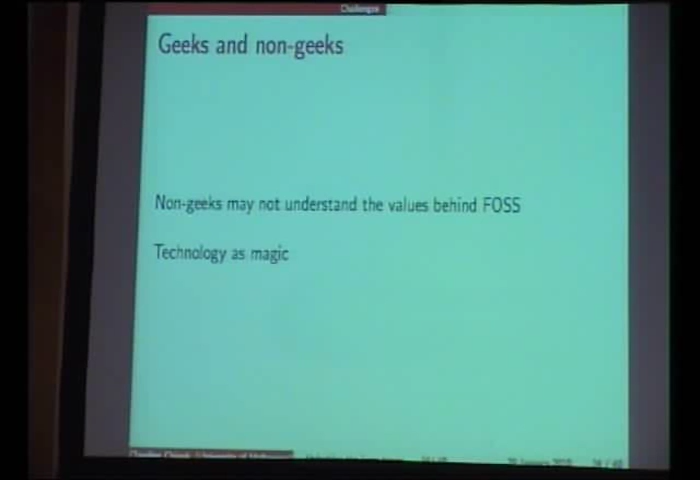 Challenges
Geeks and non-geeks
Non-geeks may not understand the values behind FOSS
Technology as magic